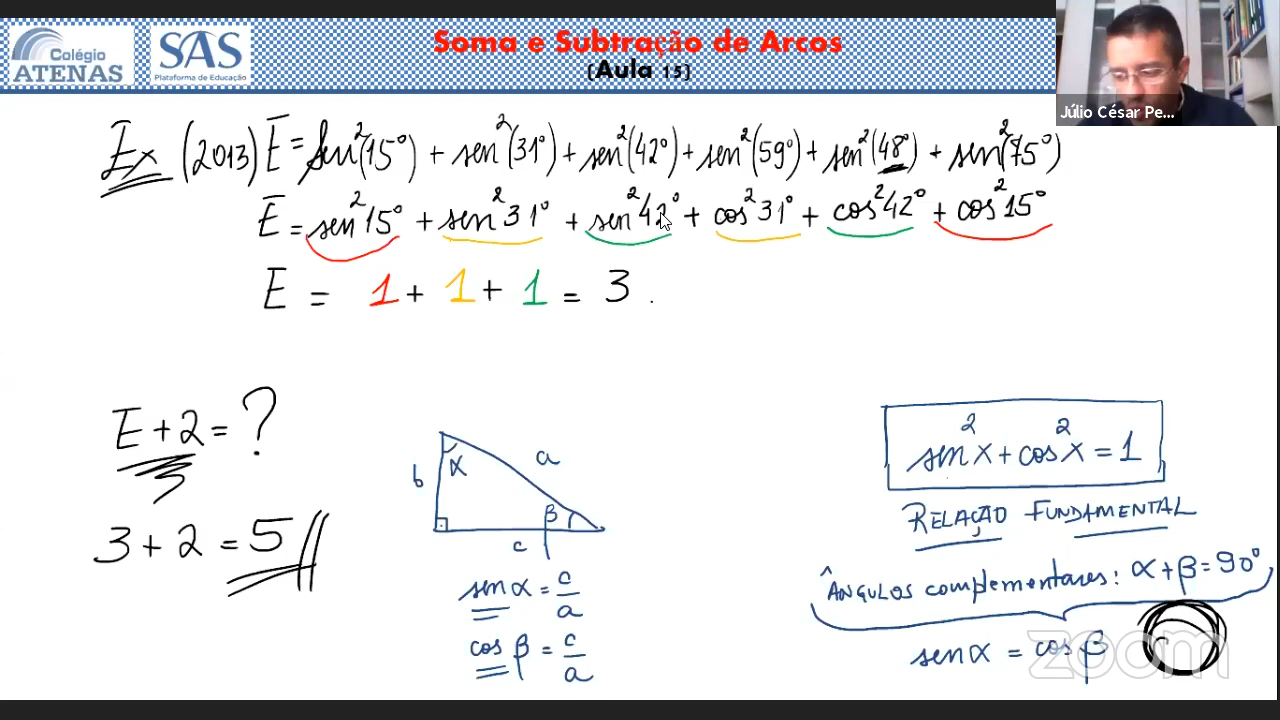 Colégio
ATENAS
SAS
Plataforma de Educação
Soma e Subtração de Arcos
(Aula 15)
Júlio César Pe...
Ex (2013) E = sen²(15°) + sen²(31°) + sen²(42°) + sen²(59°) + sen²(48°) + sen²(75°)
E = sen²15° + sen²31° + sen²42° + cos²31° + cos²42° + cos²15°
E = 1 + 1 + 1 = 3.
E + 2 = ?
3
3 + 2 = 5
b α a
β
c
sen α = c/a
cos β = c/a
sen²x + cos²x = 1
RELAÇÃO FUNDAMENTAL
ÂNGULOS complementares: α + β = 90°
sen α = cos β
zoom